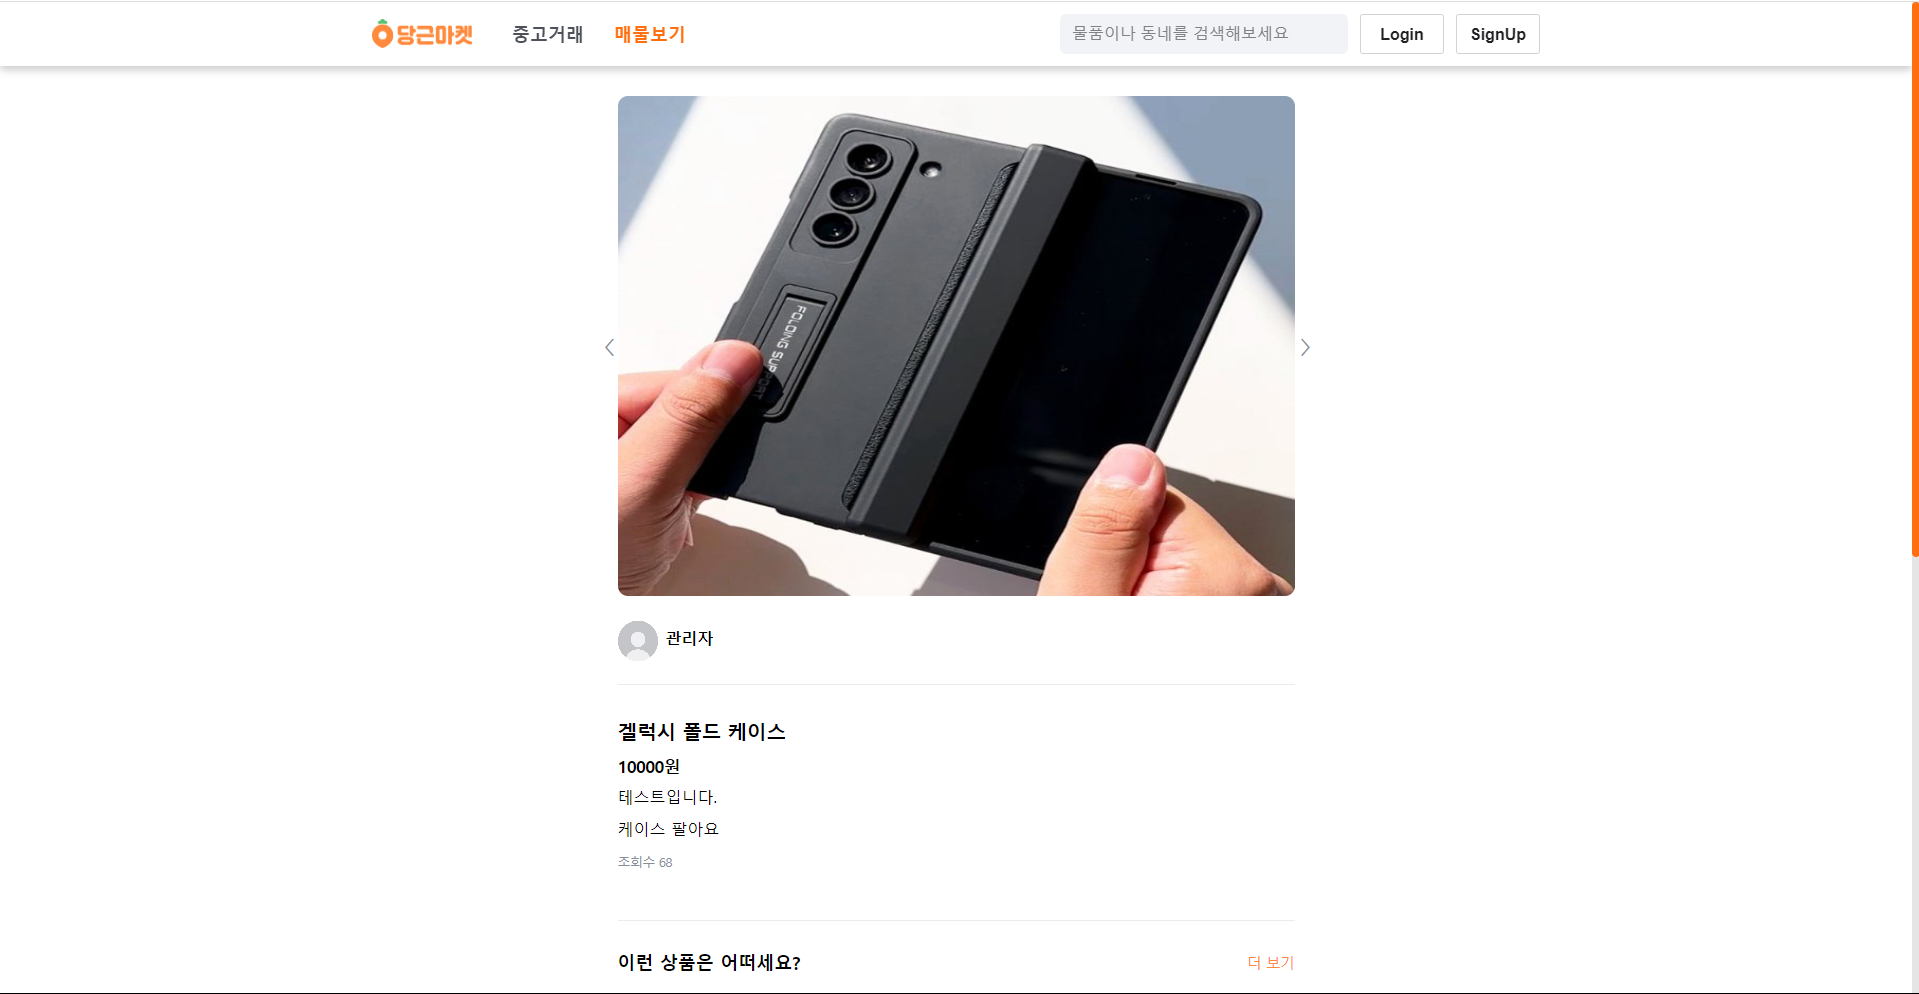 당근마켓 중고거래 매물보기 물품이나 동네를 검색해보세요 Login SignUp
FOLDING SUPPORT
관리자
겔럭시 폴드 케이스
10000원
테스트입니다.
케이스 팔아요
조회수 68
이런 상품은 어떠세요? 더 보기